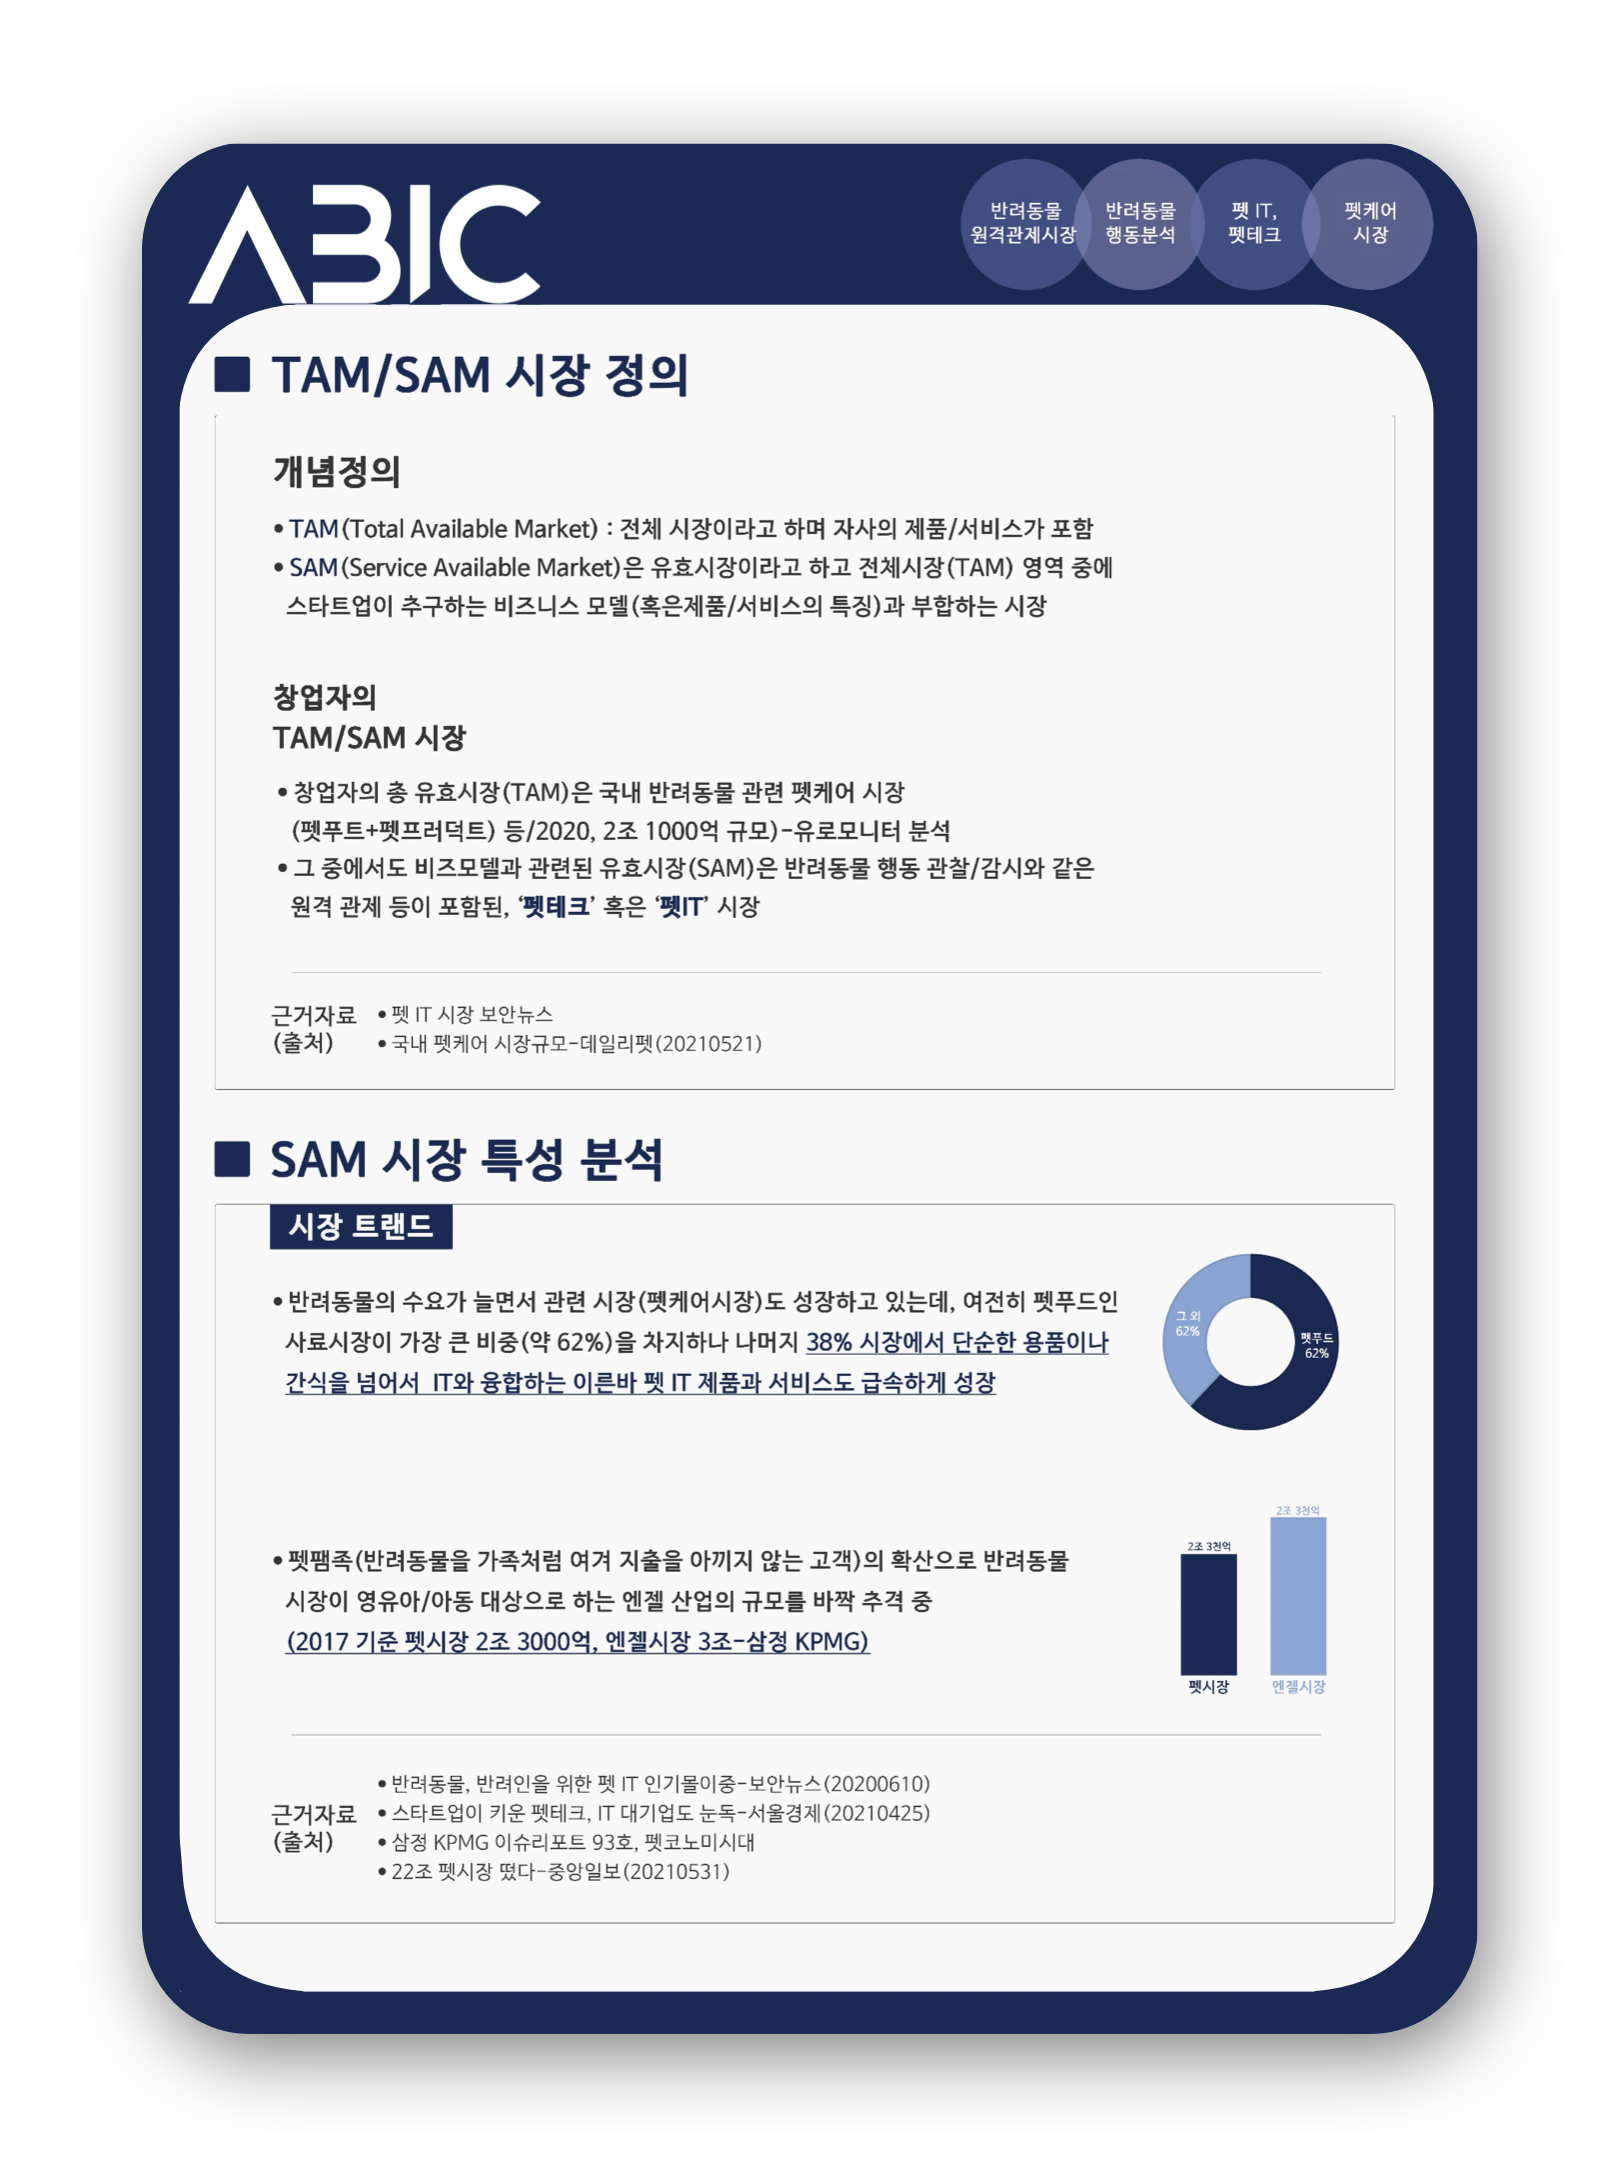 ABIC
반려동물
원격관제시장
반려동물
행동분석
펫 IT,
펫테크
펫케어
시장
TAM/SAM 시장 정의
개념정의
• TAM(Total Available Market) : 전체 시장이라고 하며 자사의 제품/서비스가 포함
• SAM(Service Available Market)은 유효시장이라고 하고 전체시장(TAM) 영역 중에
스타트업이 추구하는 비즈니스 모델(혹은제품/서비스의 특징)과 부합하는 시장
창업자의
TAM/SAM 시장
• 창업자의 총 유효시장(TAM)은 국내 반려동물 관련 펫케어 시장
(펫푸트+펫프러덕트) 등/2020, 2조 1000억 규모)-유로모니터 분석
• 그 중에서도 비즈모델과 관련된 유효시장(SAM)은 반려동물 행동 관찰/감시와 같은
원격 관제 등이 포함된, ‘펫테크’ 혹은 ‘펫IT’ 시장
근거자료
(출처)
• 펫 IT 시장 보안뉴스
• 국내 펫케어 시장규모-데일리펫(20210521)
SAM 시장 특성 분석
시장 트랜드
• 반려동물의 수요가 늘면서 관련 시장(펫케어시장)도 성장하고 있는데, 여전히 펫푸드인
사료시장이 가장 큰 비중(약 62%)을 차지하나 나머지 38% 시장에서 단순한 용품이나
간식을 넘어서 IT와 융합하는 이른바 펫 IT 제품과 서비스도 급속하게 성장
그 외
62%
펫푸드
62%
• 펫팸족(반려동물을 가족처럼 여겨 지출을 아끼지 않는 고객)의 확산으로 반려동물
시장이 영유아/아동 대상으로 하는 엔젤 산업의 규모를 바짝 추격 중
(2017 기준 펫시장 2조 3000억, 엔젤시장 3조-삼정 KPMG)
2조 3천억
2조 3천억
펫시장
엔젤시장
근거자료
(출처)
• 반려동물, 반려인을 위한 펫 IT 인기몰이중-보안뉴스(20200610)
• 스타트업이 키운 펫테크, IT 대기업도 눈독-서울경제(20210425)
• 삼정 KPMG 이슈리포트 93호, 펫코노미시대
• 22조 펫시장 떴다-중앙일보(20210531)